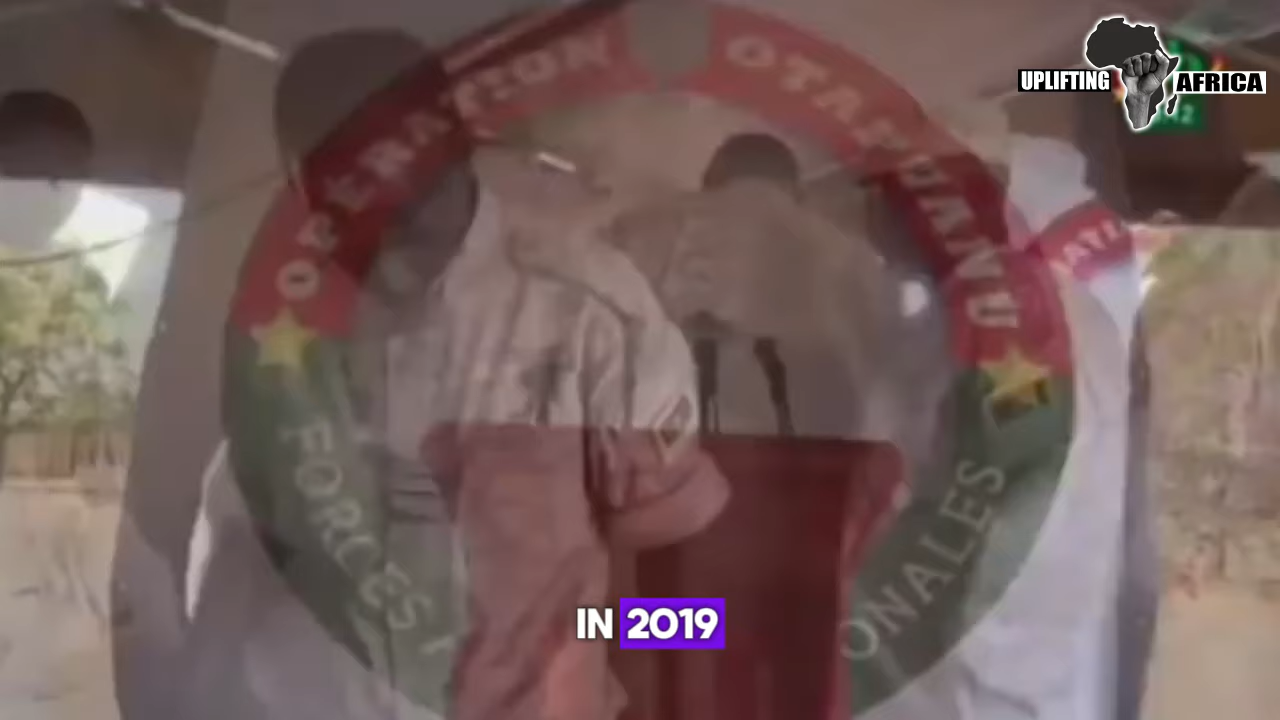 UPLIFTING AFRICA
OPERATION OTAPUANU
FORCES
ONALES
IN 2019